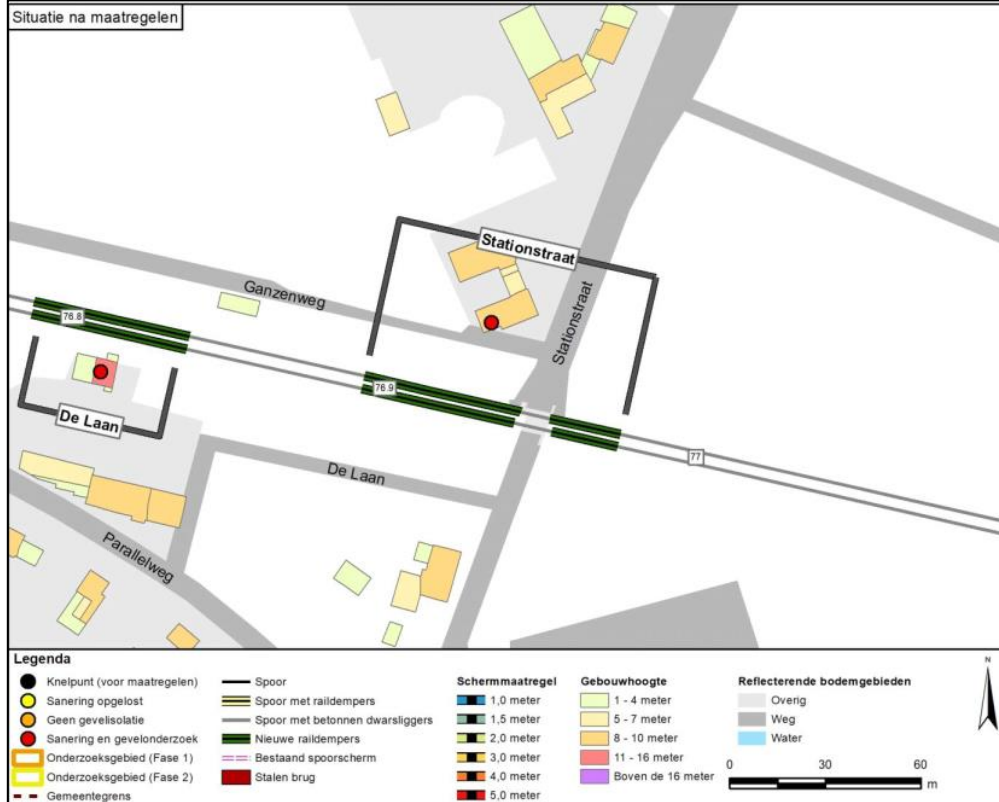 Situatie na maatregelen
Stationstraat
Ganzenweg
Stationstraat
76.8
76.9
De Laan
77
De Laan
Parallelweg
Legenda
Knelpunt (voor maatregelen)
Sanering opgelost
Geen gevelisolatie
Sanering en gevelonderzoek
Onderzoeksgebied (Fase 1)
Onderzoeksgebied (Fase 2)
Gemeentegrens
Spoor
Spoor met raildempers
Spoor met betonnen dwarsliggers
Nieuwe raildempers
Bestaand spoorscherm
Stalen brug
Schermmaatregel
1,0 meter
1,5 meter
2,0 meter
3,0 meter
4,0 meter
5,0 meter
Gebouwhoogte
1 - 4 meter
5 - 7 meter
8 - 10 meter
11 - 16 meter
Boven de 16 meter
Reflecterende bodemgebieden
Overig
Weg
Water
N
0 30 60
m